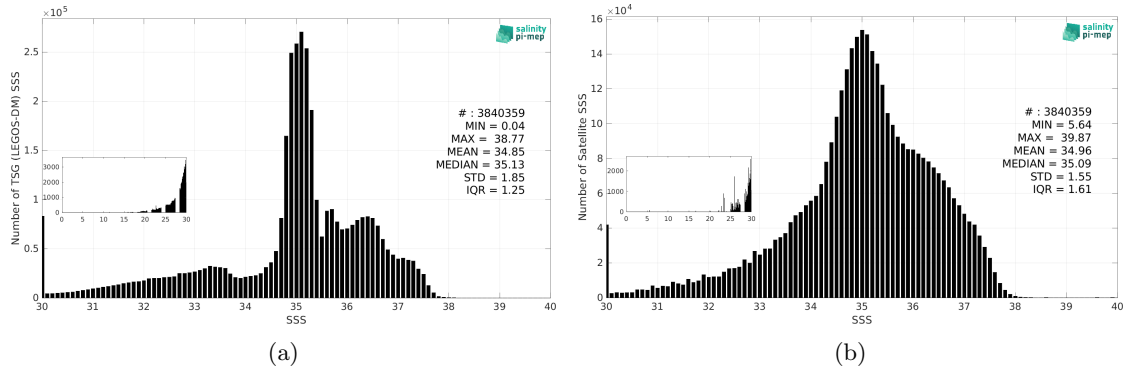 ×10⁵
salinity
pi-mep
2.5
2
1.5
1
0.5
0
Number of TSG (LEGOS-DM) SSS
# : 3840359
MIN = 0.04
MAX = 38.77
MEAN = 34.85
MEDIAN = 35.13
STD = 1.85
IQR = 1.25
3000
2000
1000
0
0 5 10 15 20 25 30
30 31 32 33 34 35 36 37 38 39 40
SSS
(a)
×10⁴
salinity
pi-mep
16
14
12
10
8
6
4
2
0
Number of Satellite SSS
# : 3840359
MIN = 5.64
MAX = 39.87
MEAN = 34.96
MEDIAN = 35.09
STD = 1.55
IQR = 1.61
2000
1000
0
0 5 10 15 20 25 30
30 31 32 33 34 35 36 37 38 39 40
SSS
(b)